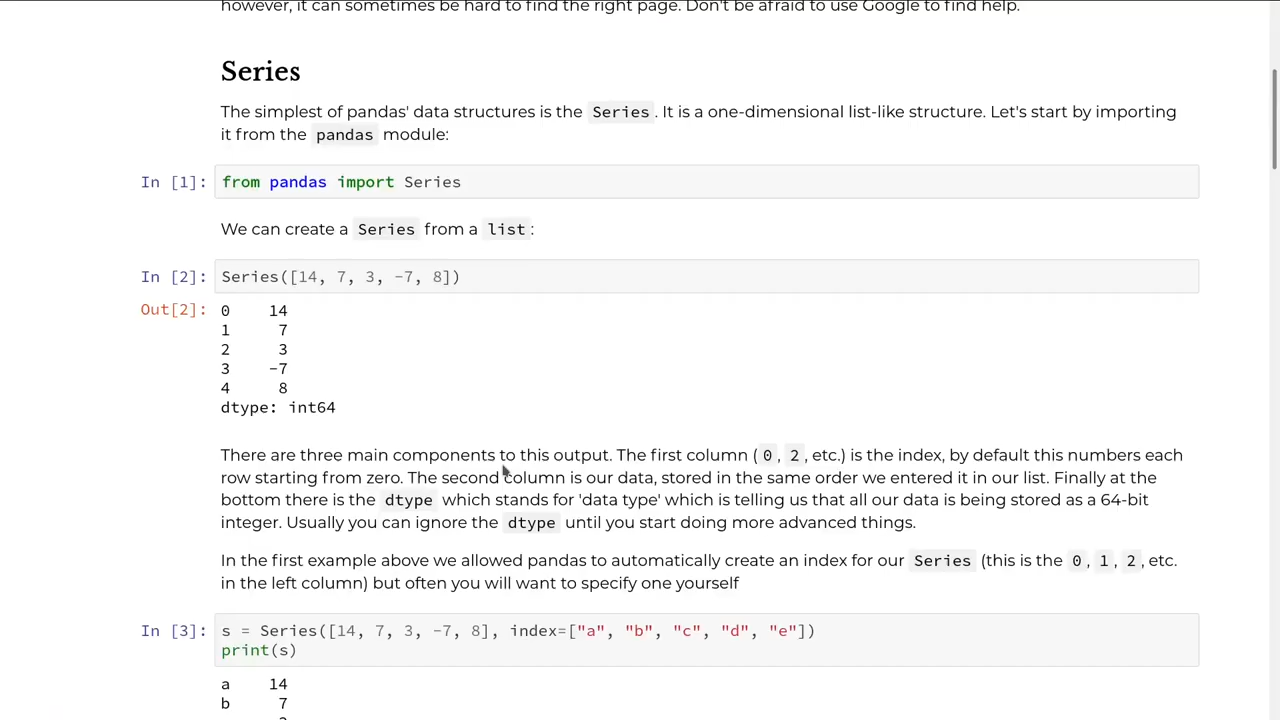 however, it can sometimes be hard to find the right page. Don't be afraid to use Google to find help.
Series
The simplest of pandas' data structures is the Series. It is a one-dimensional list-like structure. Let's start by importing
it from the pandas module:
In [1]: from pandas import Series
We can create a Series from a list:
In [2]: Series([14, 7, 3, -7, 8])
Out[2]: 0    14
1     7
2     3
3    -7
4     8
dtype: int64
There are three main components to this output. The first column (0, 2, etc.) is the index, by default this numbers each
row starting from zero. The second column is our data, stored in the same order we entered it in our list. Finally at the
bottom there is the dtype which stands for 'data type' which is telling us that all our data is being stored as a 64-bit
integer. Usually you can ignore the dtype until you start doing more advanced things.
In the first example above we allowed pandas to automatically create an index for our Series (this is the 0, 1, 2, etc.
in the left column) but often you will want to specify one yourself
In [3]: s = Series([14, 7, 3, -7, 8], index=["a", "b", "c", "d", "e"])
print(s)
a    14
b     7